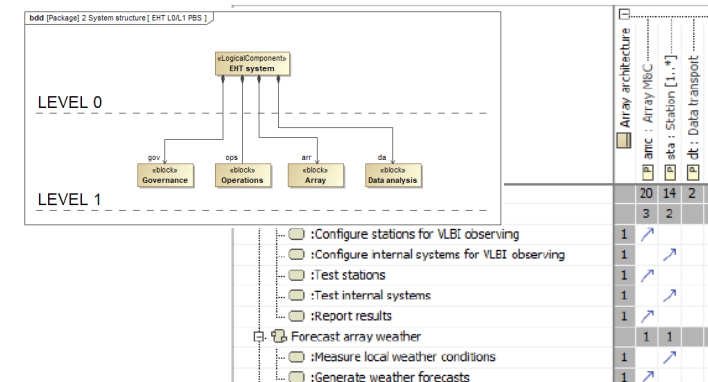 bdd [Package] 2 System structure [ EHT L0/L1 PBS ]
«LogicalComponent»
EHT system
LEVEL 0
gov
ops
arr
da
«block»
Governance
«block»
Operations
«block»
Array
«block»
Data analysis
LEVEL 1
Array architecture
amc : Array M&C
sta : Station [1..*]
dt : Data transport
20 14 2
3 2
:Configure stations for VLBI observing 1
:Configure internal systems for VLBI observing 1
:Test stations 1
:Test internal systems 1
:Report results 1
Forecast array weather 1 1
:Measure local weather conditions 1
:Generate weather forecasts 1